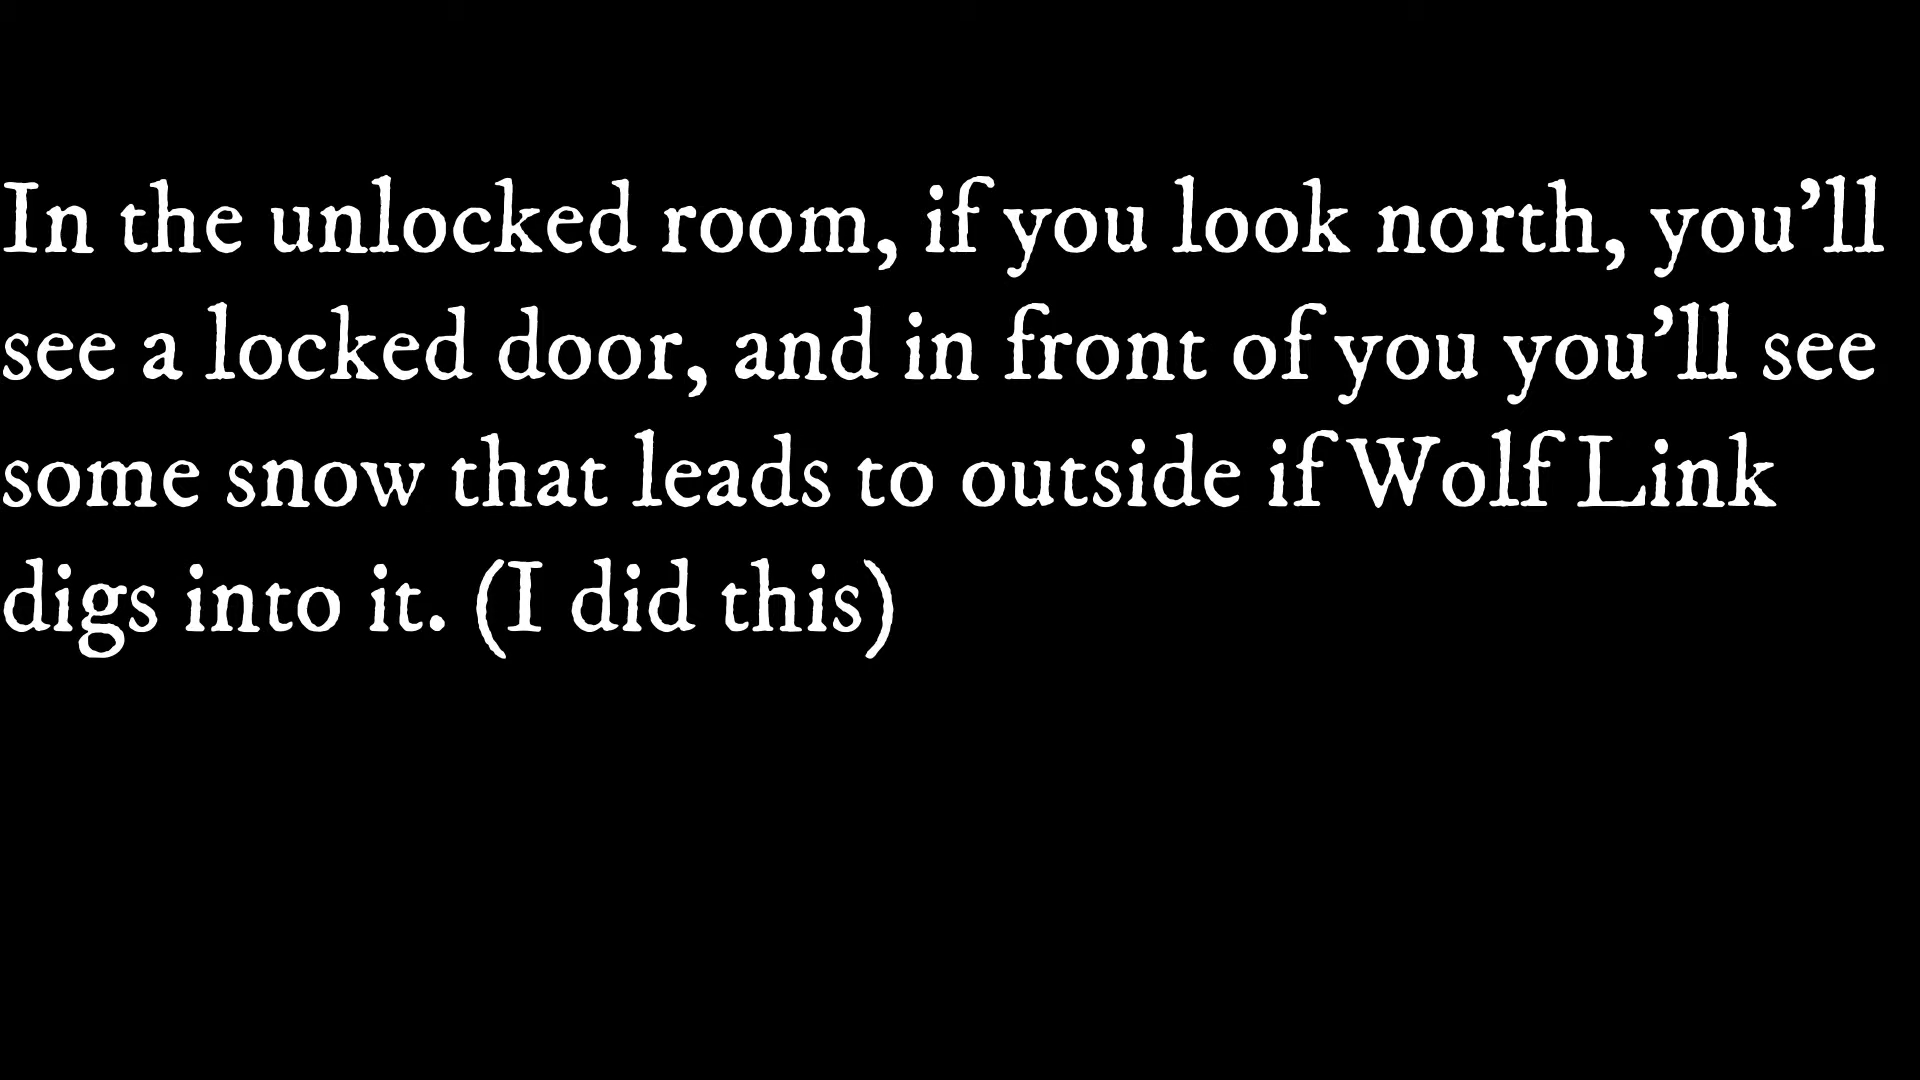 In the unlocked room, if you look north, you’ll
see a locked door, and in front of you you’ll see
some snow that leads to outside if Wolf Link
digs into it. (I did this)